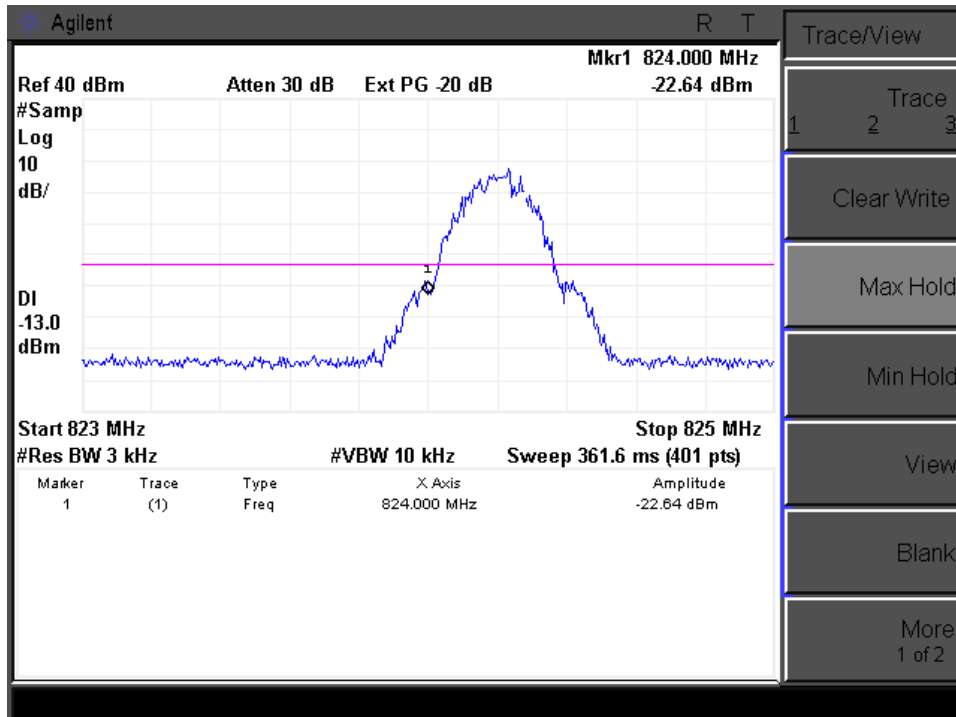 Agilent R T
Trace/View
Mkr1 824.000 MHz
Ref 40 dBm Atten 30 dB Ext PG -20 dB -22.64 dBm
#Samp
Log
10
dB/
1
DI
-13.0
dBm
Start 823 MHz Stop 825 MHz
#Res BW 3 kHz #VBW 10 kHz Sweep 361.6 ms (401 pts)
Marker Trace Type X Axis Amplitude
1 (1) Freq 824.000 MHz -22.64 dBm
Trace
1 2 3
Clear Write
Max Hold
Min Hold
View
Blank
More
1 of 2